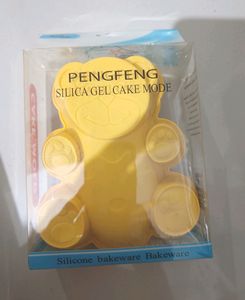 PENGFENG
SILICA GEL CAKE MODE
Silicone bakeware Bakeware